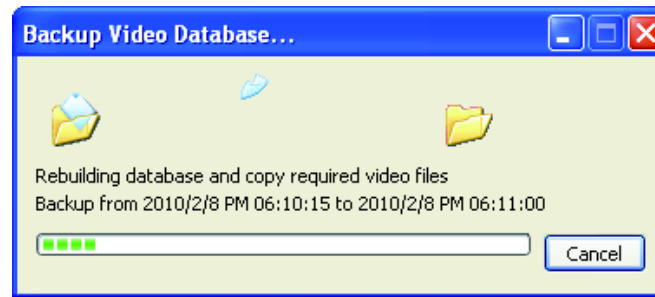 Backup Video Database...
Rebuilding database and copy required video files
Backup from 2010/2/8 PM 06:10:15 to 2010/2/8 PM 06:11:00
Cancel